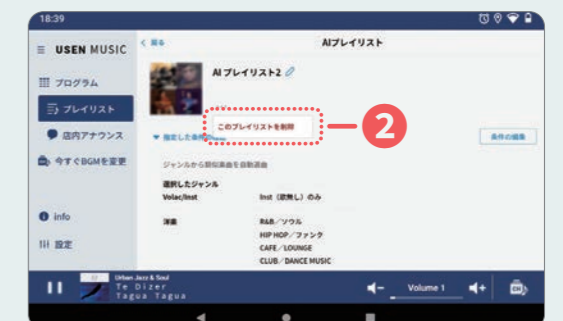 18:39
USEN MUSIC
戻る
AIプレイリスト
プログラム
プレイリスト
店内アナウンス
今すぐBGMを変更
info
設定
AI プレイリスト2
このプレイリストを削除
2
条件の編集
ジャンルから類似楽曲を自動選曲
選択したジャンル
Volac/Inst Inst（歌無し）のみ
洋楽 R&B／ソウル
HIP HOP／ファンク
CAFE／LOUNGE
CLUB／DANCE MUSIC
Urban Jazz & Soul
Te Dizer
Tagua Tagua
Volume 1